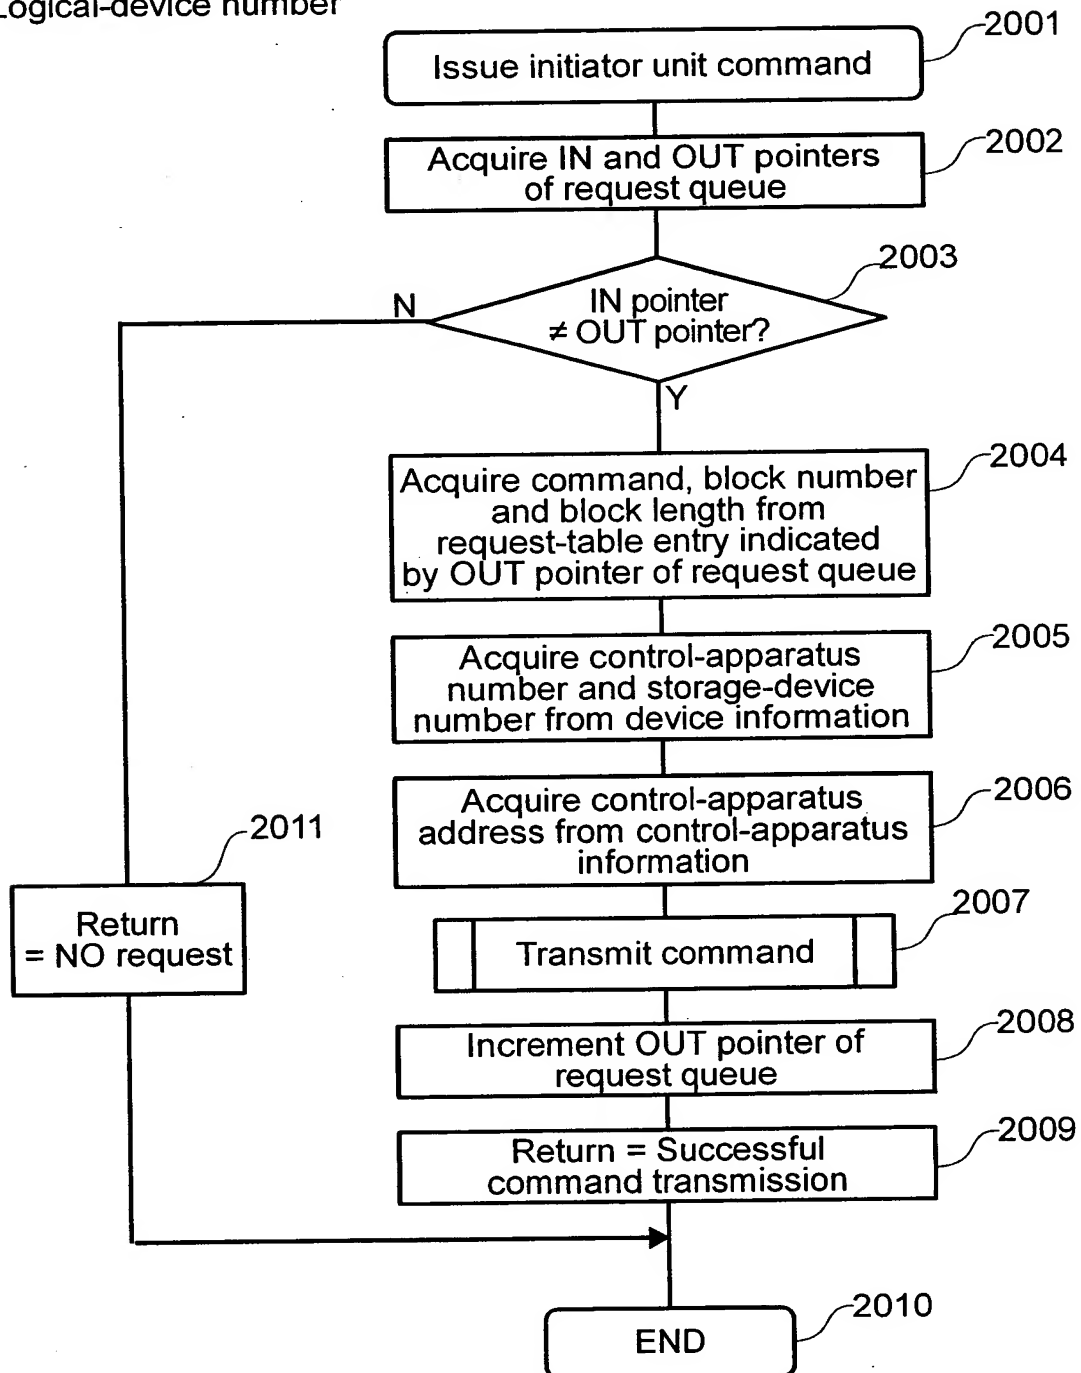 Logical-device number
2001
Issue initiator unit command
2002
Acquire IN and OUT pointers
of request queue
2003
N
IN pointer
≠ OUT pointer?
Y
2004
Acquire command, block number
and block length from
request-table entry indicated
by OUT pointer of request queue
2005
Acquire control-apparatus
number and storage-device
number from device information
2006
Acquire control-apparatus
address from control-apparatus
information
2011
Return
= NO request
2007
Transmit command
2008
Increment OUT pointer of
request queue
2009
Return = Successful
command transmission
2010
END